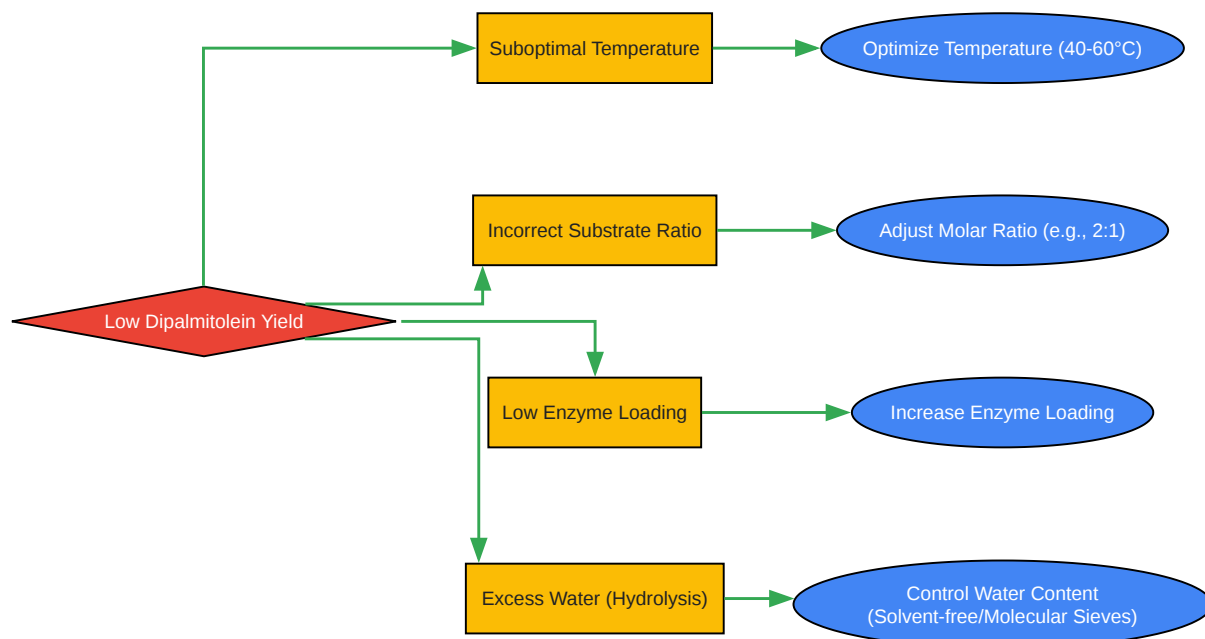 Suboptimal Temperature
Optimize Temperature (40-60°C)
Incorrect Substrate Ratio
Adjust Molar Ratio (e.g., 2:1)
Low Dipalmitolein Yield
Low Enzyme Loading
Increase Enzyme Loading
Excess Water (Hydrolysis)
Control Water Content
(Solvent-free/Molecular Sieves)